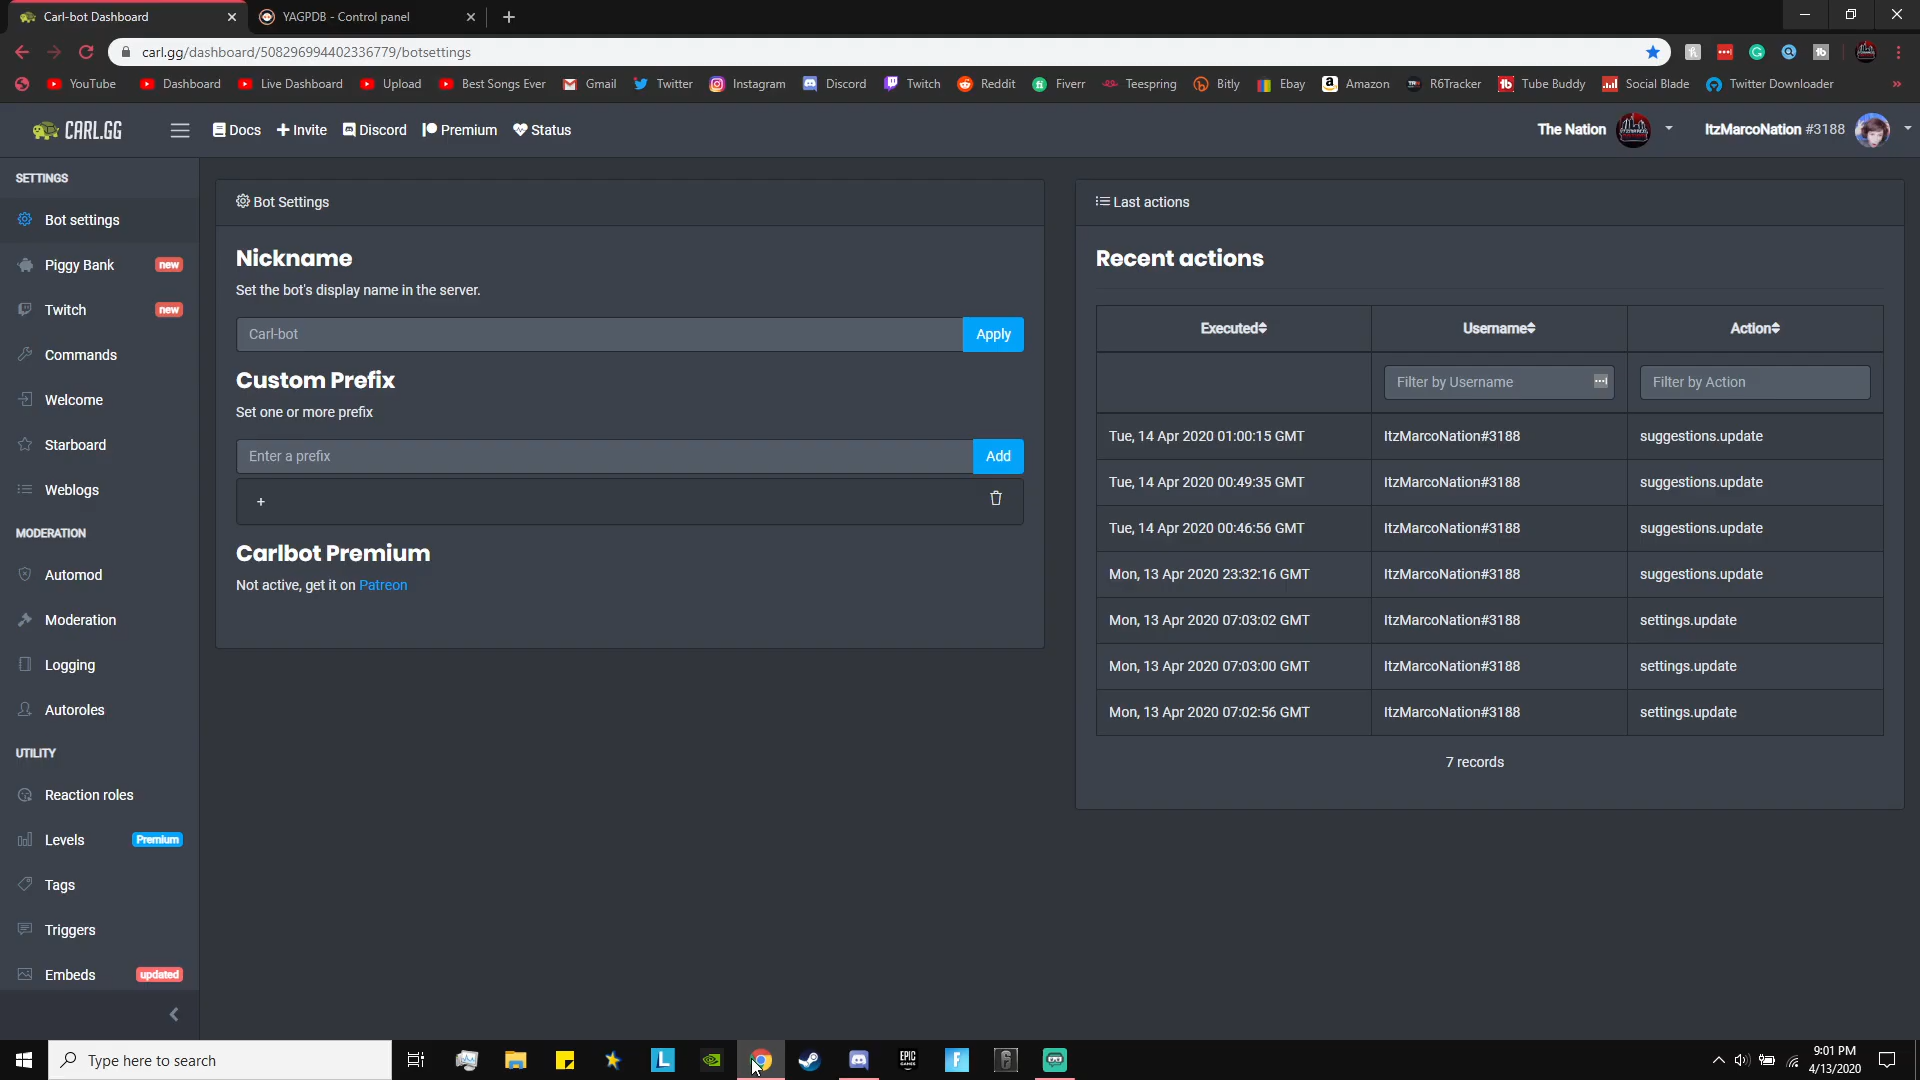 Carl-bot Dashboard
YAGPDB - Control panel
carl.gg/dashboard/508296994402336779/botsettings
YouTube Dashboard Live Dashboard Upload Best Songs Ever Gmail Twitter Instagram Discord Twitch Reddit Fiverr Teespring Bitly Ebay Amazon R6Tracker Tube Buddy Social Blade Twitter Downloader
CARL.GG
Docs Invite Discord Premium Status
The Nation
ItzMarcoNation #3188
SETTINGS
Bot settings
Piggy Bank new
Twitch new
Commands
Welcome
Starboard
Weblogs
MODERATION
Automod
Moderation
Logging
Autoroles
UTILITY
Reaction roles
Levels Premium
Tags
Triggers
Embeds updated
Bot Settings
Nickname
Set the bot's display name in the server.
Carl-bot Apply
Custom Prefix
Set one or more prefix
Enter a prefix Add
+
Carlbot Premium
Not active, get it on Patreon
Last actions
Recent actions
Executed Username Action
Filter by Username Filter by Action
Tue, 14 Apr 2020 01:00:15 GMT ItzMarcoNation#3188 suggestions.update
Tue, 14 Apr 2020 00:49:35 GMT ItzMarcoNation#3188 suggestions.update
Tue, 14 Apr 2020 00:46:56 GMT ItzMarcoNation#3188 suggestions.update
Mon, 13 Apr 2020 23:32:16 GMT ItzMarcoNation#3188 suggestions.update
Mon, 13 Apr 2020 07:03:02 GMT ItzMarcoNation#3188 settings.update
Mon, 13 Apr 2020 07:03:00 GMT ItzMarcoNation#3188 settings.update
Mon, 13 Apr 2020 07:02:56 GMT ItzMarcoNation#3188 settings.update
7 records
Type here to search
L
EPIC GAMES
F
9:01 PM
4/13/2020